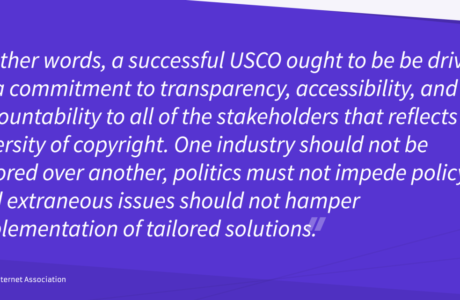 ther words, a successful USCO ought to be be driv
a commitment to transparency, accessibility, and
ountability to all of the stakeholders that reflects
ersity of copyright. One industry should not be
ored over another, politics must not impede policy
d extraneous issues should not hamper
plementation of tailored solutions.”
ternet Association